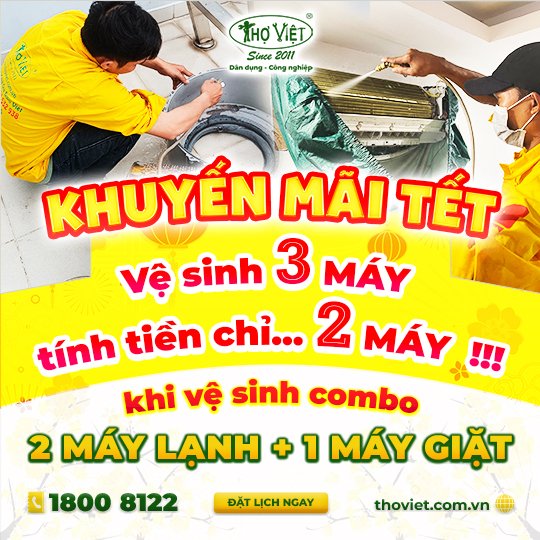 THỢ VIỆT®
Since 2011
Dân dụng - Công nghiệp
KHUYẾN MÃI TẾT
Vệ sinh 3 MÁY
tính tiền chỉ... 2 MÁY !!!
khi vệ sinh combo
2 MÁY LẠNH + 1 MÁY GIẶT
1800 8122
ĐẶT LỊCH NGAY
thoviet.com.vn